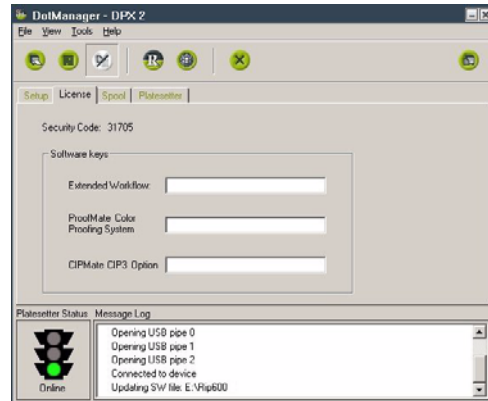 DotManager - DPX 2
File View Tools Help
R
Setup License Spool Platesetter
Security Code: 31705
Software keys
Extended Workflow:
ProofMate Color
Proofing System
CIPMate CIP3 Option
Platesetter Status Message Log
Opening USB pipe 0
Opening USB pipe 1
Opening USB pipe 2
Connected to device
Updating SW file: E:\Rip600
Online